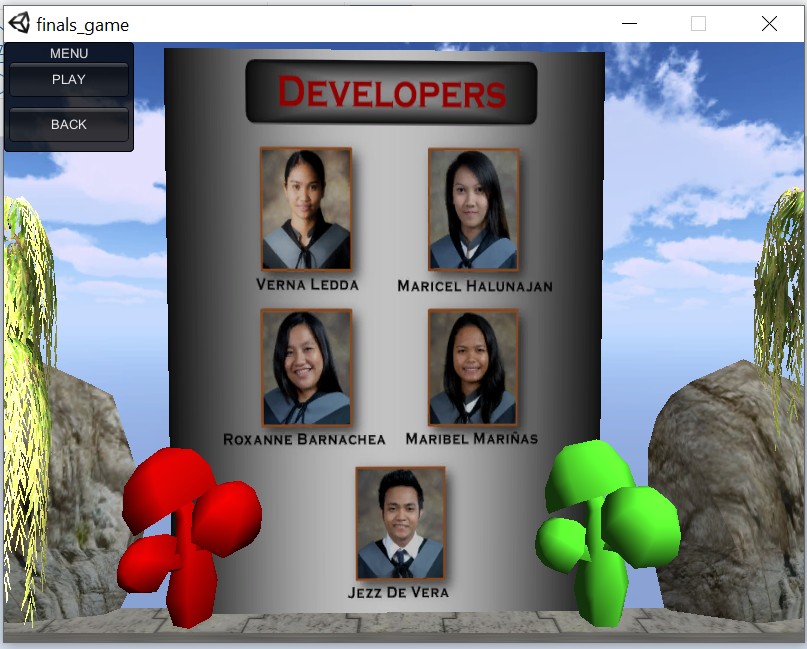 finals_game
MENU
PLAY
BACK
DEVELOPERS
VERNA LEDDA
MARICEL HALUNAJAN
ROXANNE BARNACHEA
MARIBEL MARIÑAS
JEZZ DE VERA